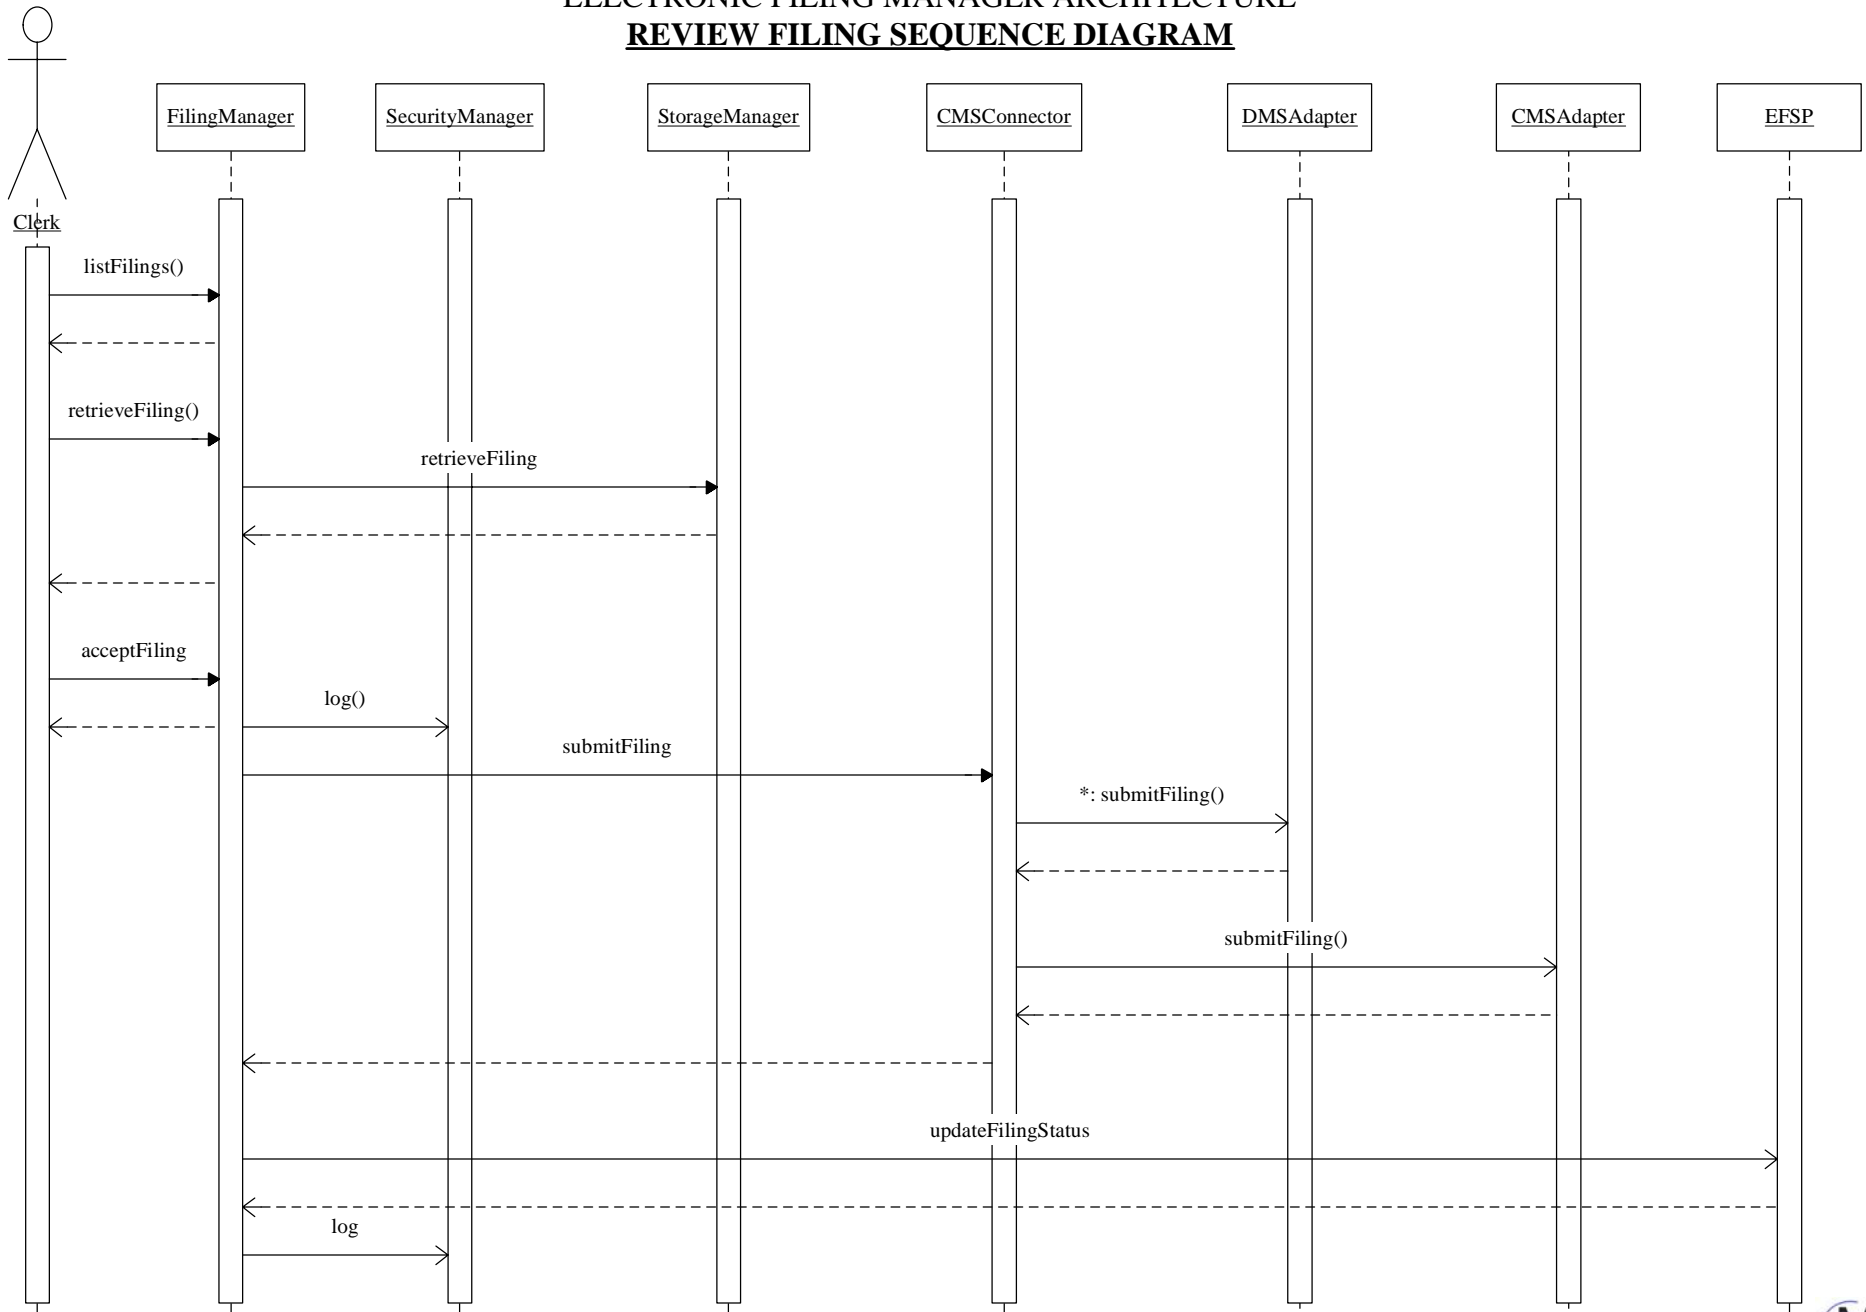 ELECTRONIC FILING MANAGER ARCHITECTURE
REVIEW FILING SEQUENCE DIAGRAM
FilingManager
SecurityManager
StorageManager
CMSConnector
DMSAdapter
CMSAdapter
EFSP
Clerk
listFilings()
retrieveFiling()
retrieveFiling
acceptFiling
log()
submitFiling
*: submitFiling()
submitFiling()
updateFilingStatus
log